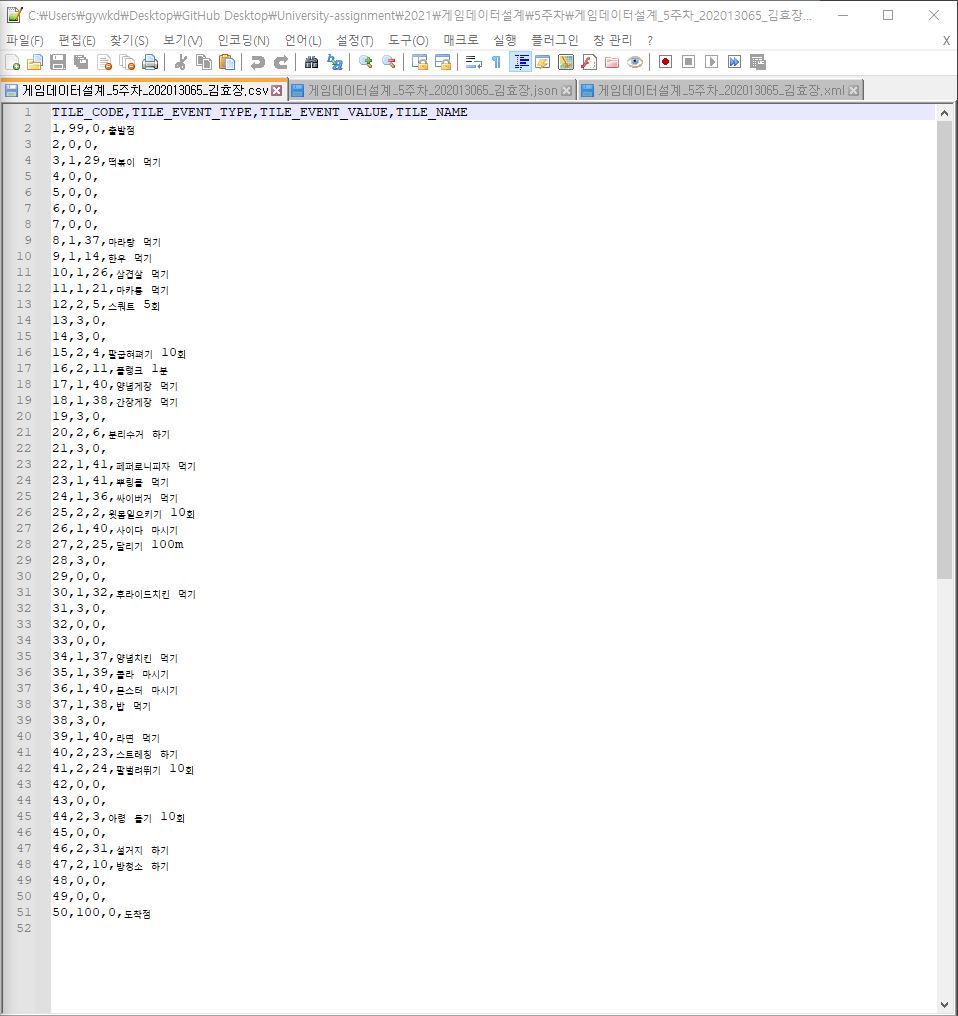 C:₩Users₩gywkd₩Desktop₩GitHub Desktop₩University-assignment₩2021₩게임데이터설계₩5주차₩게임데이터설계_5주차_202013065_김효장...
파일(F) 편집(E) 찾기(S) 보기(V) 인코딩(N) 언어(L) 설정(T) 도구(O) 매크로 실행 플러그인 창 관리 ? X
게임데이터설계_5주차_202013065_김효장.csv 게임데이터설계_5주차_202013065_김효장.json 게임데이터설계_5주차_202013065_김효장.xml
1 TILE_CODE,TILE_EVENT_TYPE,TILE_EVENT_VALUE,TILE_NAME
2 1,99,0,출발점
3 2,0,0,
4 3,1,29,떡볶이 먹기
5 4,0,0,
6 5,0,0,
7 6,0,0,
8 7,0,0,
9 8,1,37,마라탕 먹기
10 9,1,14,한우 먹기
11 10,1,26,삼겹살 먹기
12 11,1,21,마카롱 먹기
13 12,2,5,스쿼트 5회
14 13,3,0,
15 14,3,0,
16 15,2,4,팔굽혀펴기 10회
17 16,2,11,플랭크 1분
18 17,1,40,양념게장 먹기
19 18,1,38,간장게장 먹기
20 19,3,0,
21 20,2,6,분리수거 하기
22 21,3,0,
23 22,1,41,페퍼로니피자 먹기
24 23,1,41,뿌링클 먹기
25 24,1,36,싸이버거 먹기
26 25,2,2,윗몸일으키기 10회
27 26,1,40,사이다 마시기
28 27,2,25,달리기 100m
29 28,3,0,
30 29,0,0,
31 30,1,32,후라이드치킨 먹기
32 31,3,0,
33 32,0,0,
34 33,0,0,
35 34,1,37,양념치킨 먹기
36 35,1,39,콜라 마시기
37 36,1,40,몬스터 마시기
38 37,1,38,밥 먹기
39 38,3,0,
40 39,1,40,라면 먹기
41 40,2,23,스트레칭 하기
42 41,2,24,팔벌려뛰기 10회
43 42,0,0,
44 43,0,0,
45 44,2,3,아령 들기 10회
46 45,0,0,
47 46,2,31,설거지 하기
48 47,2,10,방청소 하기
49 48,0,0,
50 49,0,0,
51 50,100,0,도착점
52